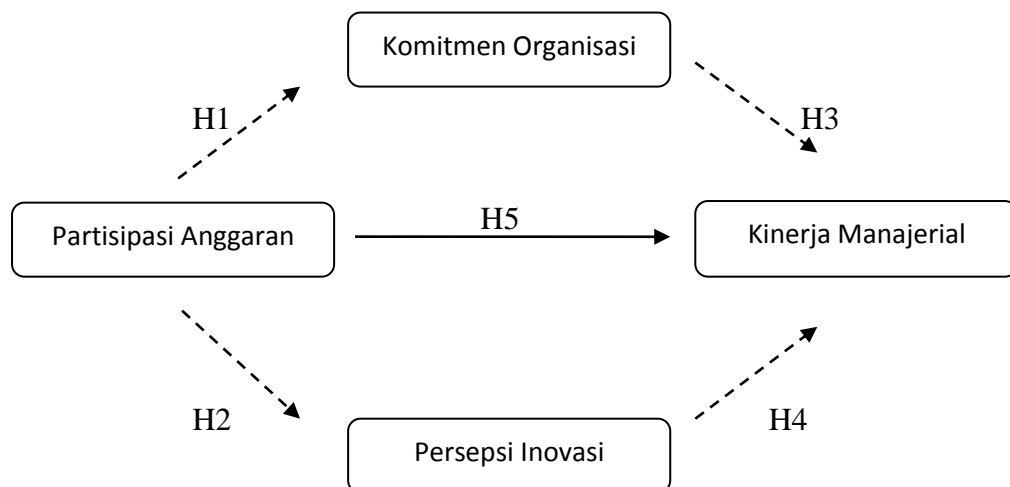 Komitmen Organisasi
H1
H3
Partisipasi Anggaran
H5
Kinerja Manajerial
H2
H4
Persepsi Inovasi